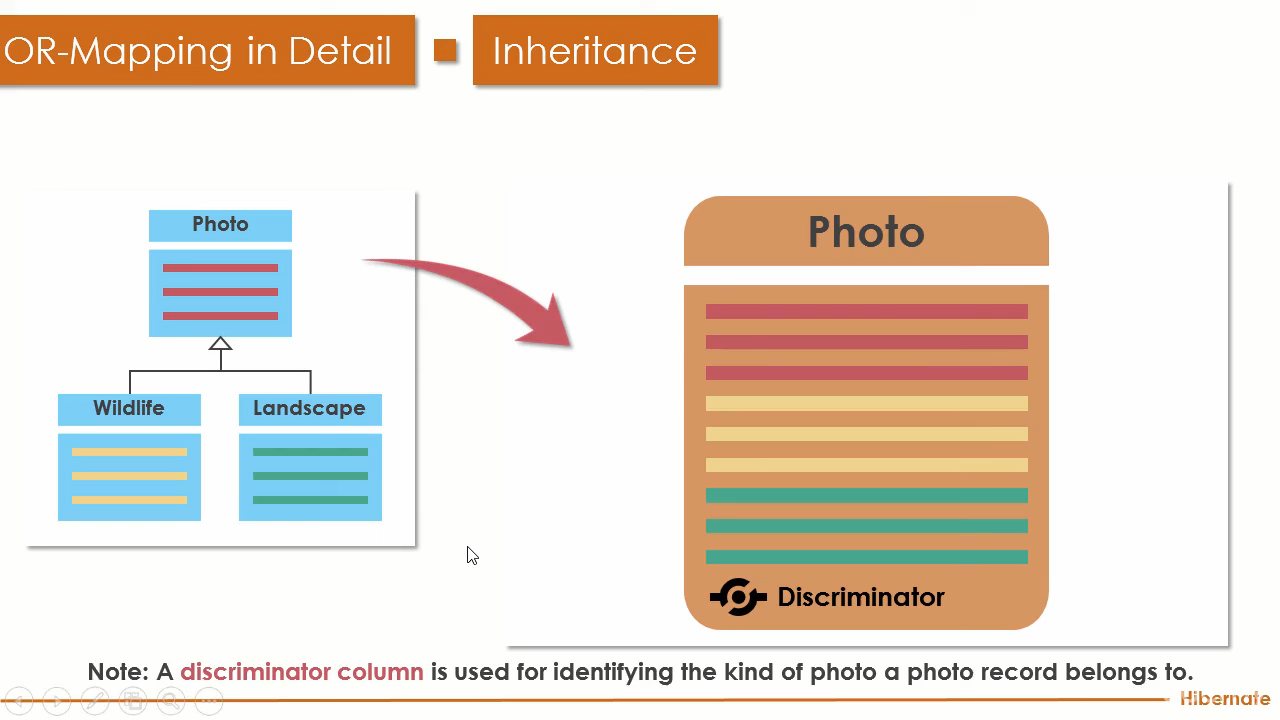 OR-Mapping in Detail
Inheritance
Photo
Wildlife
Landscape
Photo
Discriminator
Note: A discriminator column is used for identifying the kind of photo a photo record belongs to.
Hibernate